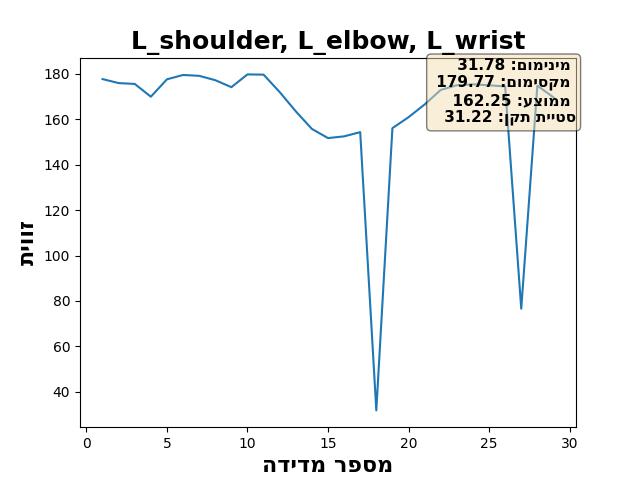 L_shoulder, L_elbow, L_wrist
מינימום: 31.78
מקסימום: 179.77
ממוצע: 162.25
סטיית תקן: 31.22
180
160
140
120
100
80
60
40
זווית
0 5 10 15 20 25 30
מספר מדידה